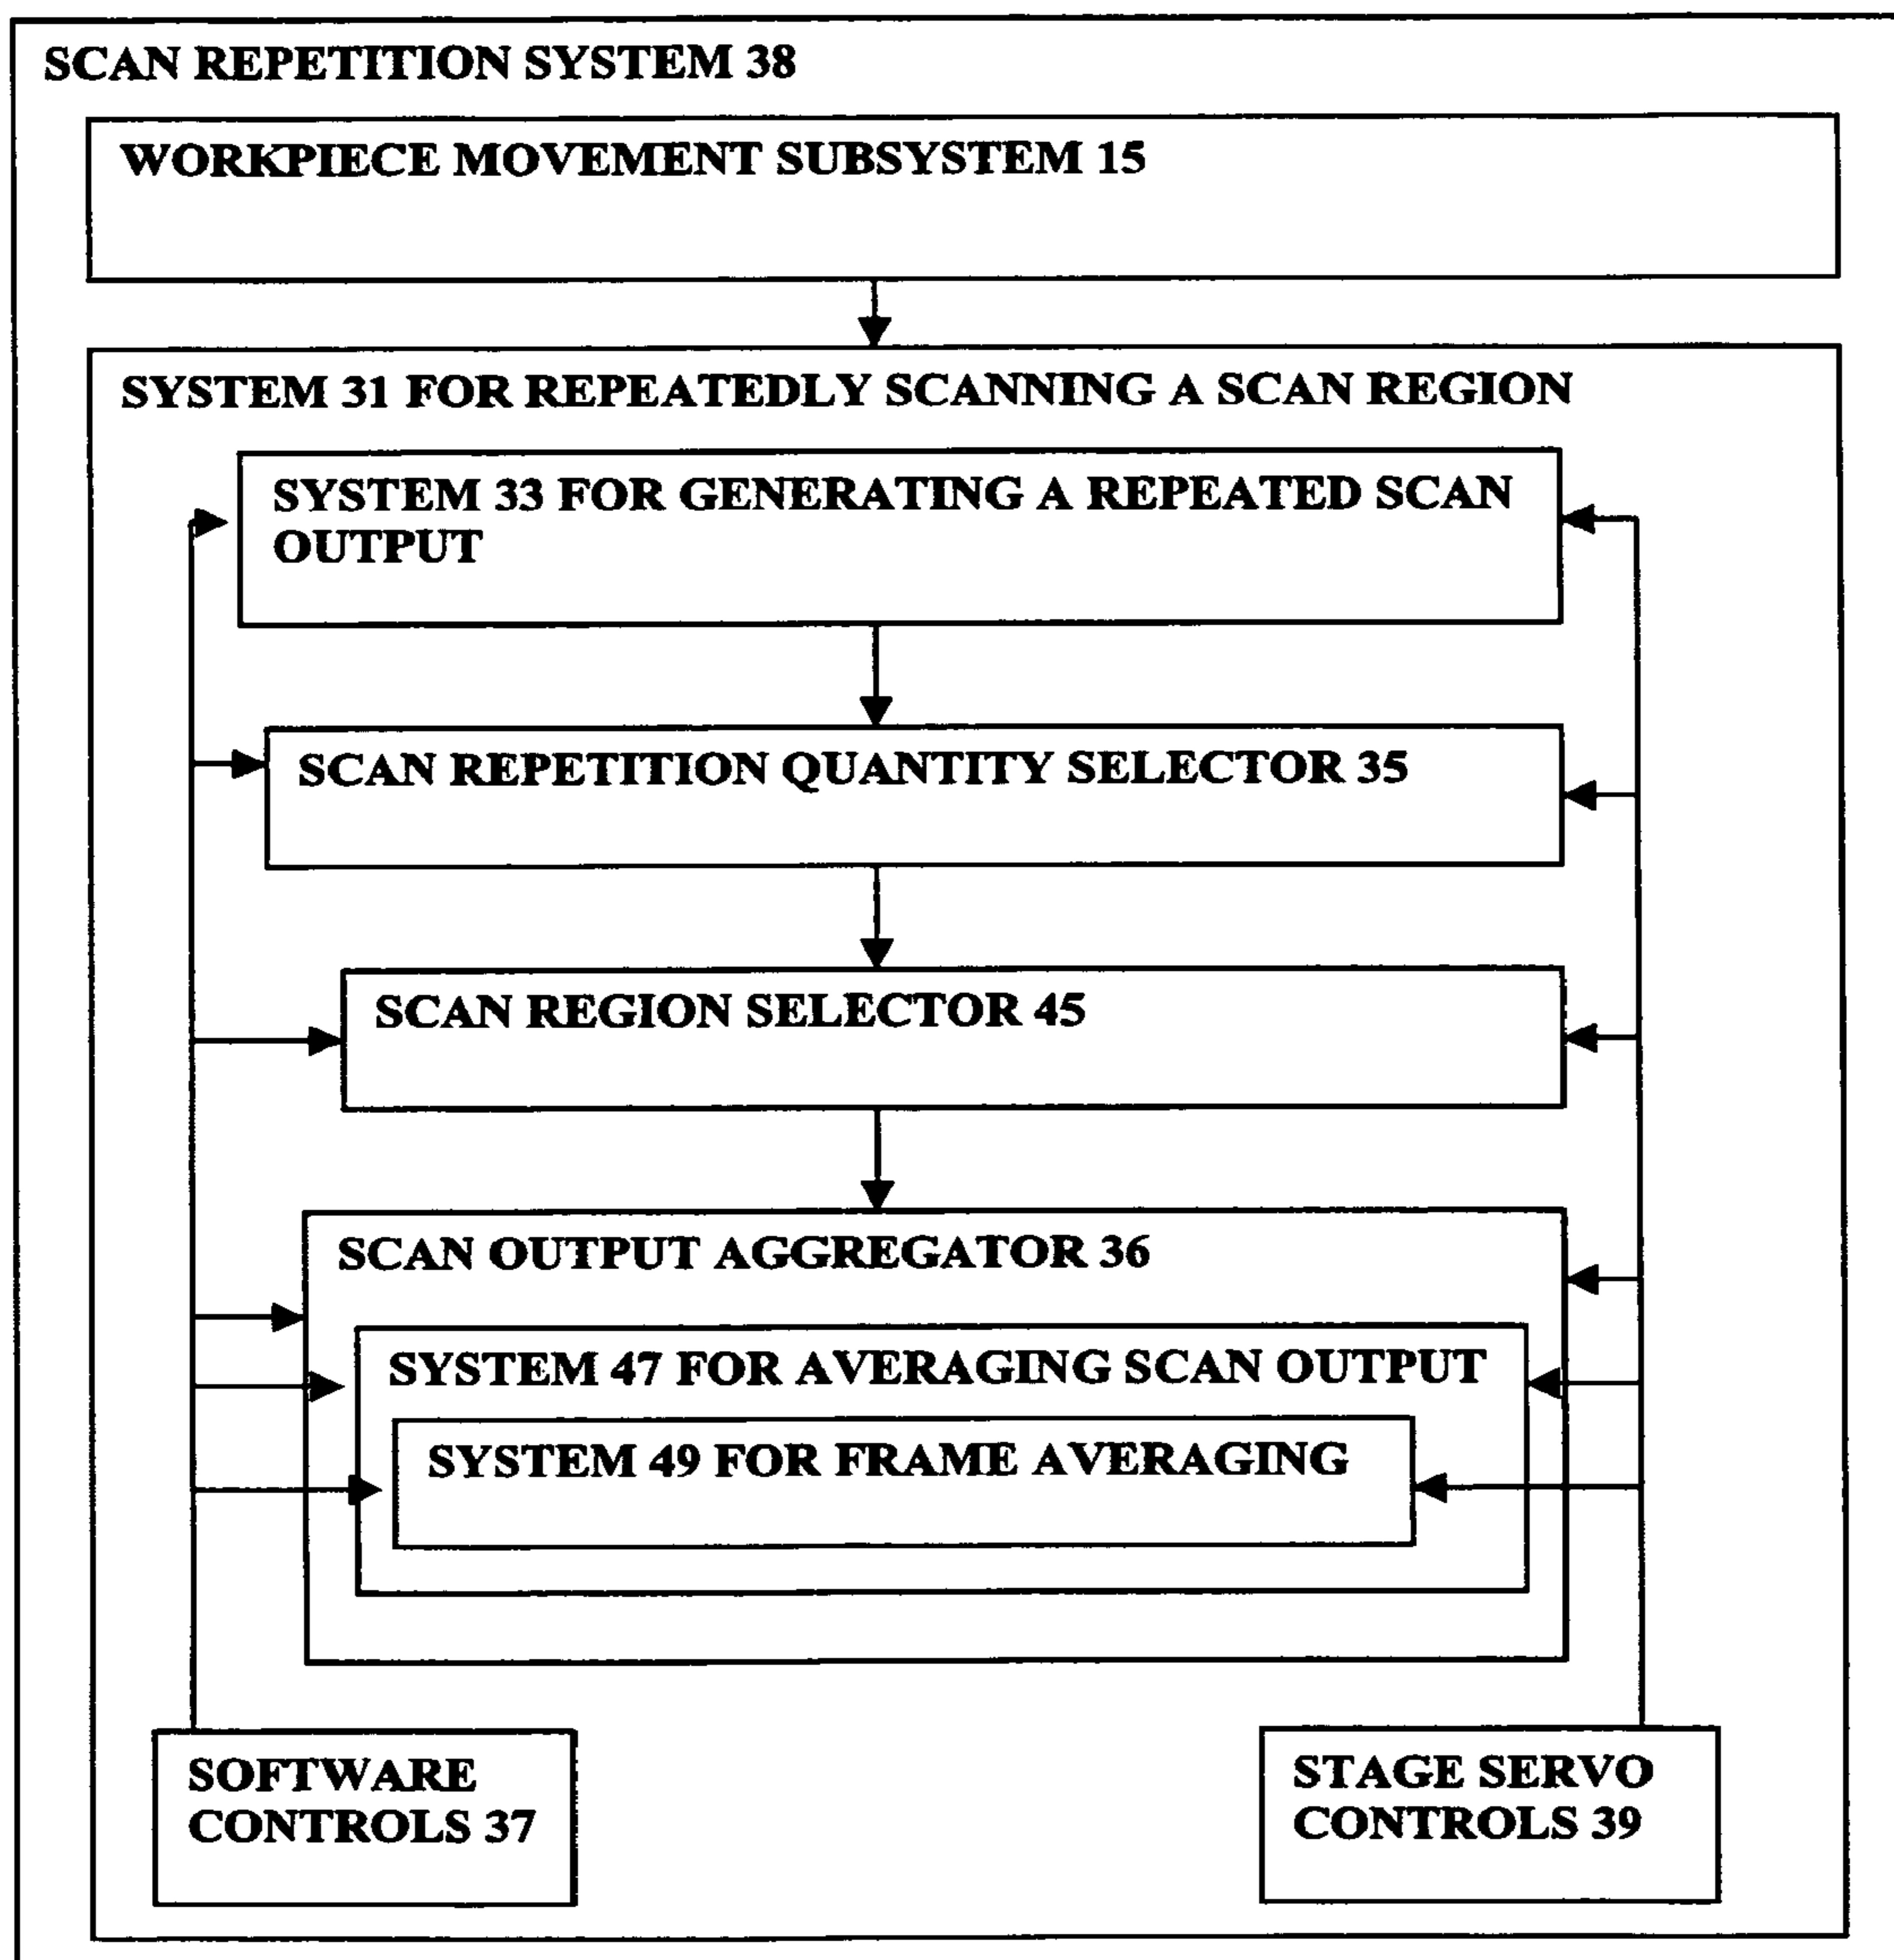 SCAN REPETITION SYSTEM 38
WORKPIECE MOVEMENT SUBSYSTEM 15
SYSTEM 31 FOR REPEATEDLY SCANNING A SCAN REGION
SYSTEM 33 FOR GENERATING A REPEATED SCAN
OUTPUT
SCAN REPETITION QUANTITY SELECTOR 35
SCAN REGION SELECTOR 45
SCAN OUTPUT AGGREGATOR 36
SYSTEM 47 FOR AVERAGING SCAN OUTPUT
SYSTEM 49 FOR FRAME AVERAGING
SOFTWARE
CONTROLS 37
STAGE SERVO
CONTROLS 39